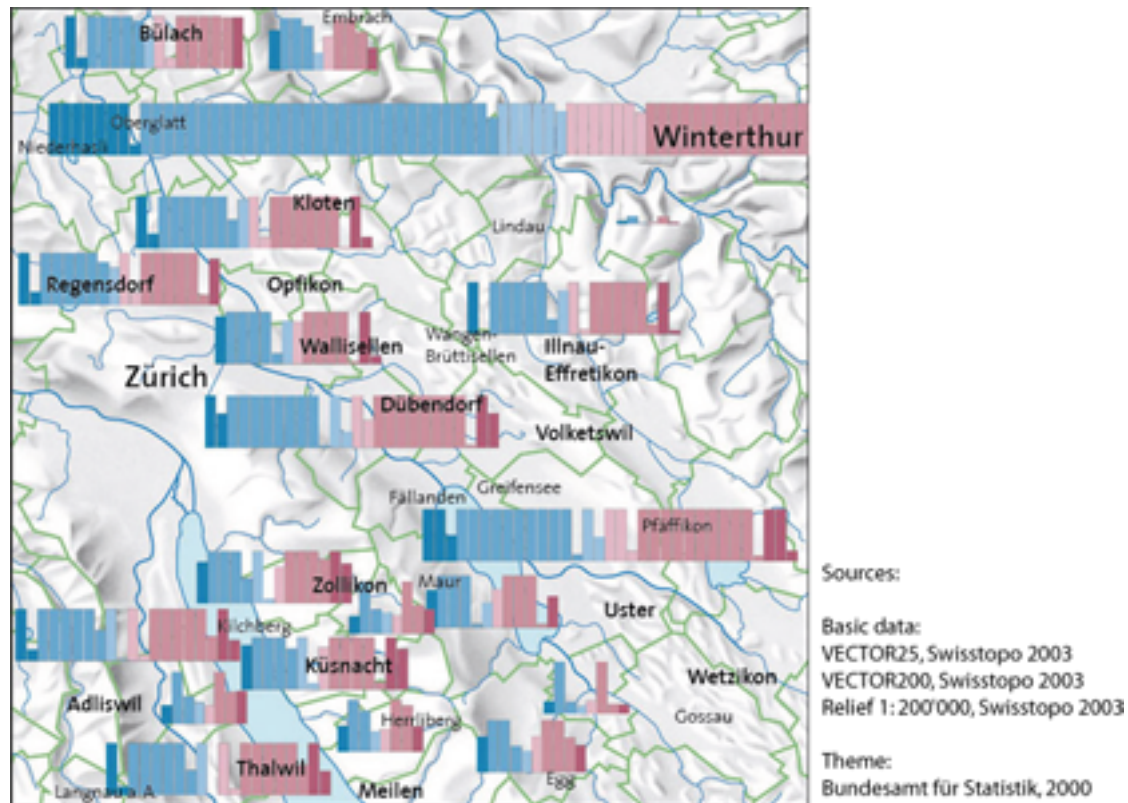 Embrach
Bülach
Oberglatt
Niederhasli
Winterthur
Kloten
Lindau
Regensdorf
Opfikon
Wallisellen
Wangen-
Brüttisellen
Illnau-
Effretikon
Zürich
Dübendorf
Volketswil
Greifensee
Fällanden
Pfäffikon
Zollikon
Maur
Uster
Kilchberg
Küsnacht
Wetzikon
Adliswil
Herrliberg
Gossau
Thalwil
Egg
Langnau a. A.
Meilen
Sources:
Basic data:
VECTOR25, Swisstopo 2003
VECTOR200, Swisstopo 2003
Relief 1: 200'000, Swisstopo 2003
Theme:
Bundesamt für Statistik, 2000